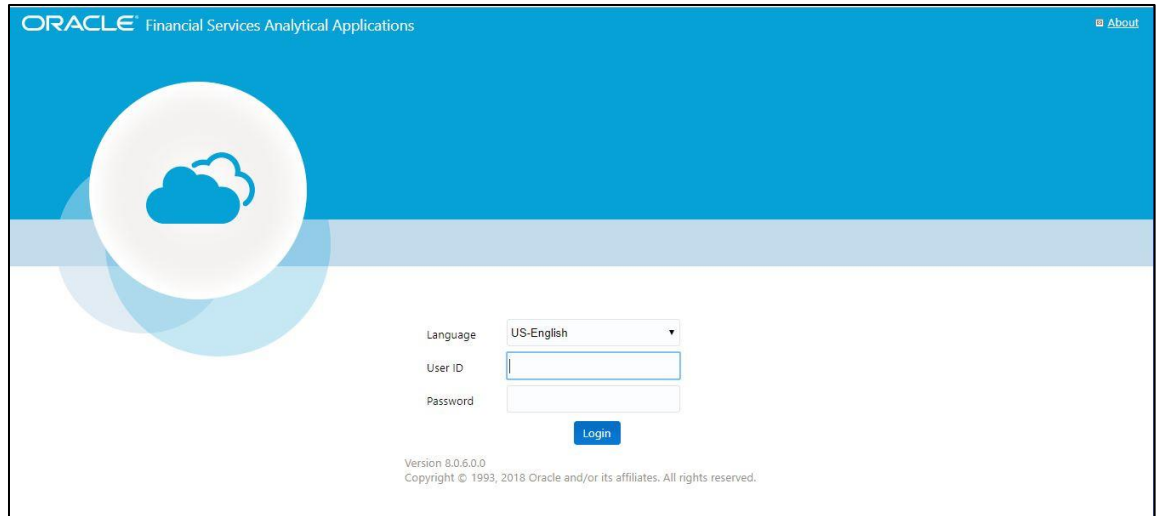 ORACLE® Financial Services Analytical Applications
About
Language US-English
User ID
Password
Login
Version 8.0.6.0.0
Copyright © 1993, 2018 Oracle and/or its affiliates. All rights reserved.